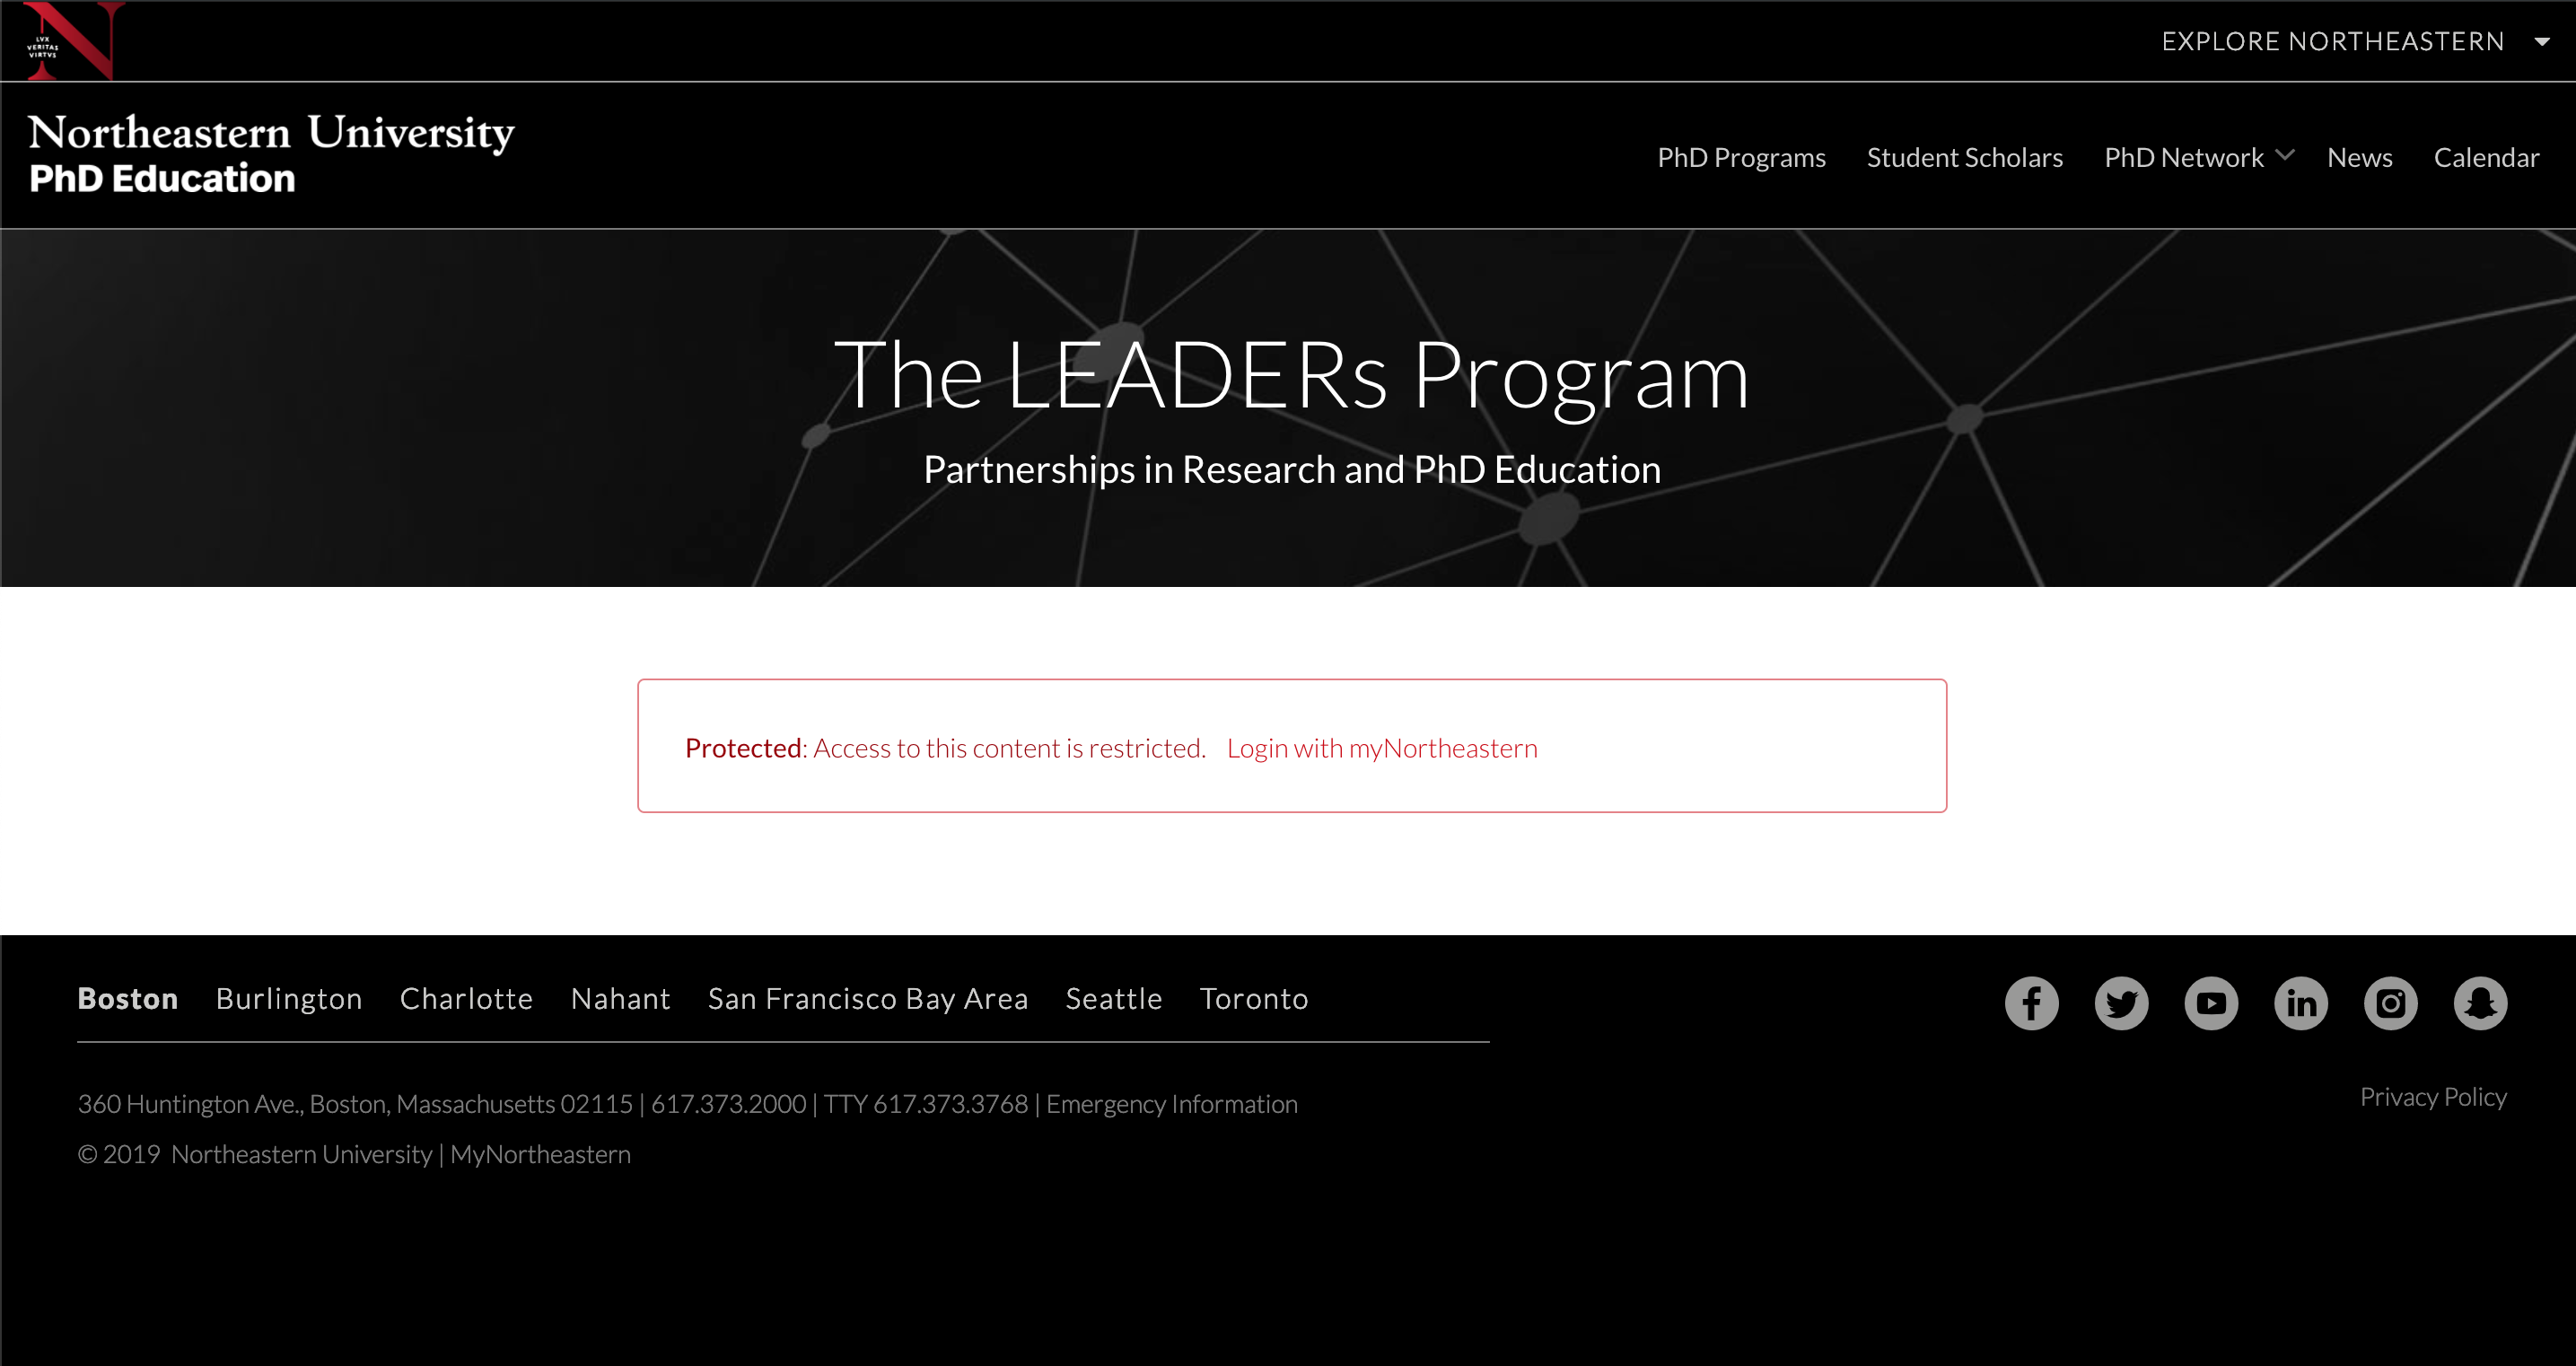 LVX
VERITAS
VIRTVS
EXPLORE NORTHEASTERN
Northeastern University
PhD Education
PhD Programs Student Scholars PhD Network News Calendar
The LEADERs Program
Partnerships in Research and PhD Education
Protected: Access to this content is restricted. Login with myNortheastern
Boston Burlington Charlotte Nahant San Francisco Bay Area Seattle Toronto
360 Huntington Ave., Boston, Massachusetts 02115 | 617.373.2000 | TTY 617.373.3768 | Emergency Information
Privacy Policy
© 2019 Northeastern University | MyNortheastern